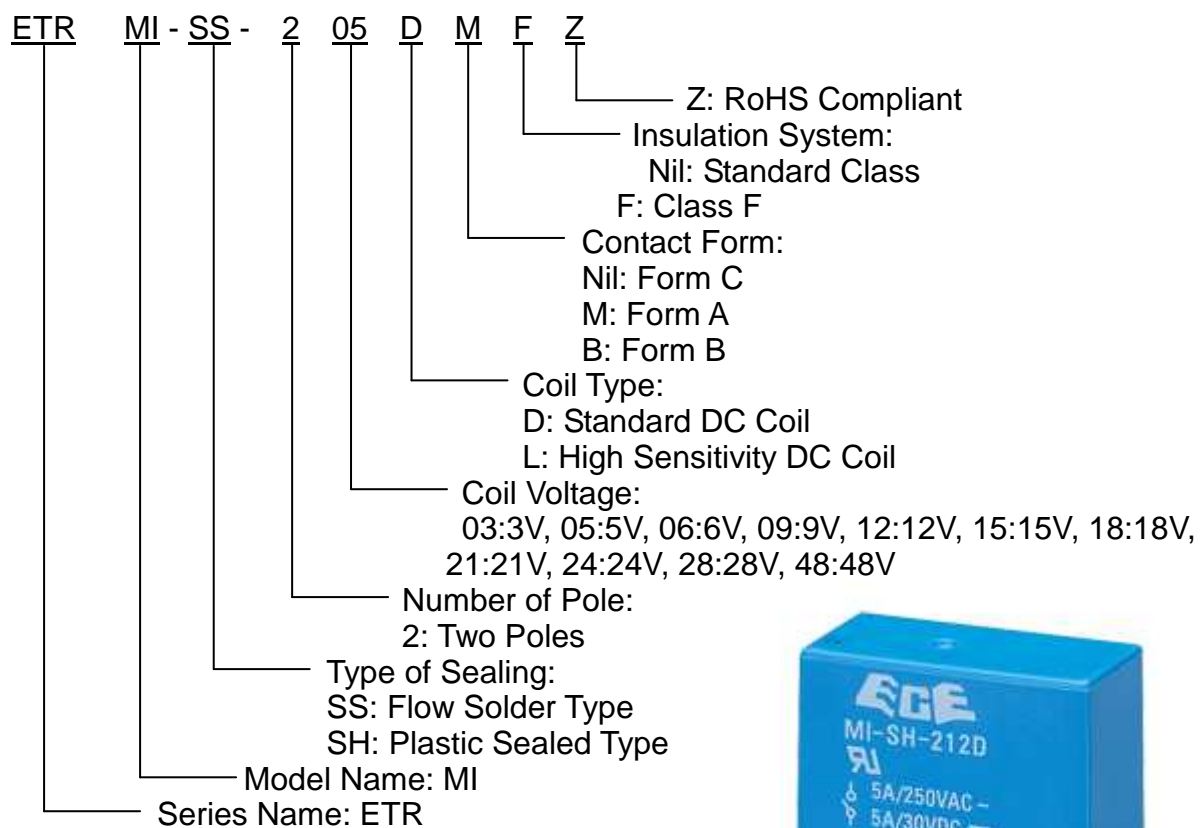 ETR MI - SS - 2 05 D M F Z
Z: RoHS Compliant
Insulation System:
Nil: Standard Class
F: Class F
Contact Form:
Nil: Form C
M: Form A
B: Form B
Coil Type:
D: Standard DC Coil
L: High Sensitivity DC Coil
Coil Voltage:
03:3V, 05:5V, 06:6V, 09:9V, 12:12V, 15:15V, 18:18V,
21:21V, 24:24V, 28:28V, 48:48V
Number of Pole:
2: Two Poles
Type of Sealing:
SS: Flow Solder Type
SH: Plastic Sealed Type
Model Name: MI
Series Name: ETR
ECE
MI-SH-212D
5A/250VAC~
5A/30VDC